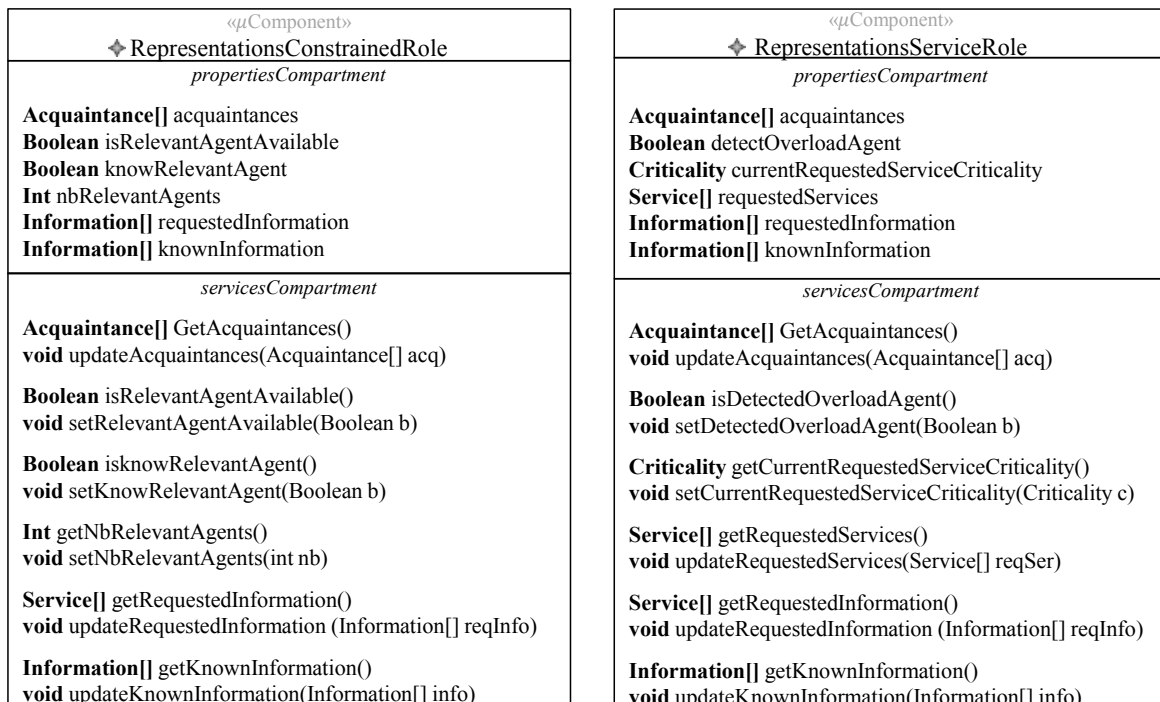 «μComponent»
RepresentationsConstrainedRole
propertiesCompartment
Acquaintance[] acquaintances
Boolean isRelevantAgentAvailable
Boolean knowRelevantAgent
Int nbRelevantAgents
Information[] requestedInformation
Information[] knownInformation
servicesCompartment
Acquaintance[] GetAcquaintances()
void updateAcquaintances(Acquaintance[] acq)
Boolean isRelevantAgentAvailable()
void setRelevantAgentAvailable(Boolean b)
Boolean isknowRelevantAgent()
void setKnowRelevantAgent(Boolean b)
Int getNbRelevantAgents()
void setNbRelevantAgents(int nb)
Service[] getRequestedInformation()
void updateRequestedInformation (Information[] reqInfo)
Information[] getKnownInformation()
void updateKnownInformation(Information[] info)
«μComponent»
RepresentationsServiceRole
propertiesCompartment
Acquaintance[] acquaintances
Boolean detectOverloadAgent
Criticality currentRequestedServiceCriticality
Service[] requestedServices
Information[] requestedInformation
Information[] knownInformation
servicesCompartment
Acquaintance[] GetAcquaintances()
void updateAcquaintances(Acquaintance[] acq)
Boolean isDetectedOverloadAgent()
void setDetectedOverloadAgent(Boolean b)
Criticality getCurrentRequestedServiceCriticality()
void setCurrentRequestedServiceCriticality(Criticality c)
Service[] getRequestedServices()
void updateRequestedServices(Service[] reqSer)
Service[] getRequestedInformation()
void updateRequestedInformation (Information[] reqInfo)
Information[] getKnownInformation()
void updateKnownInformation(Information[] info)